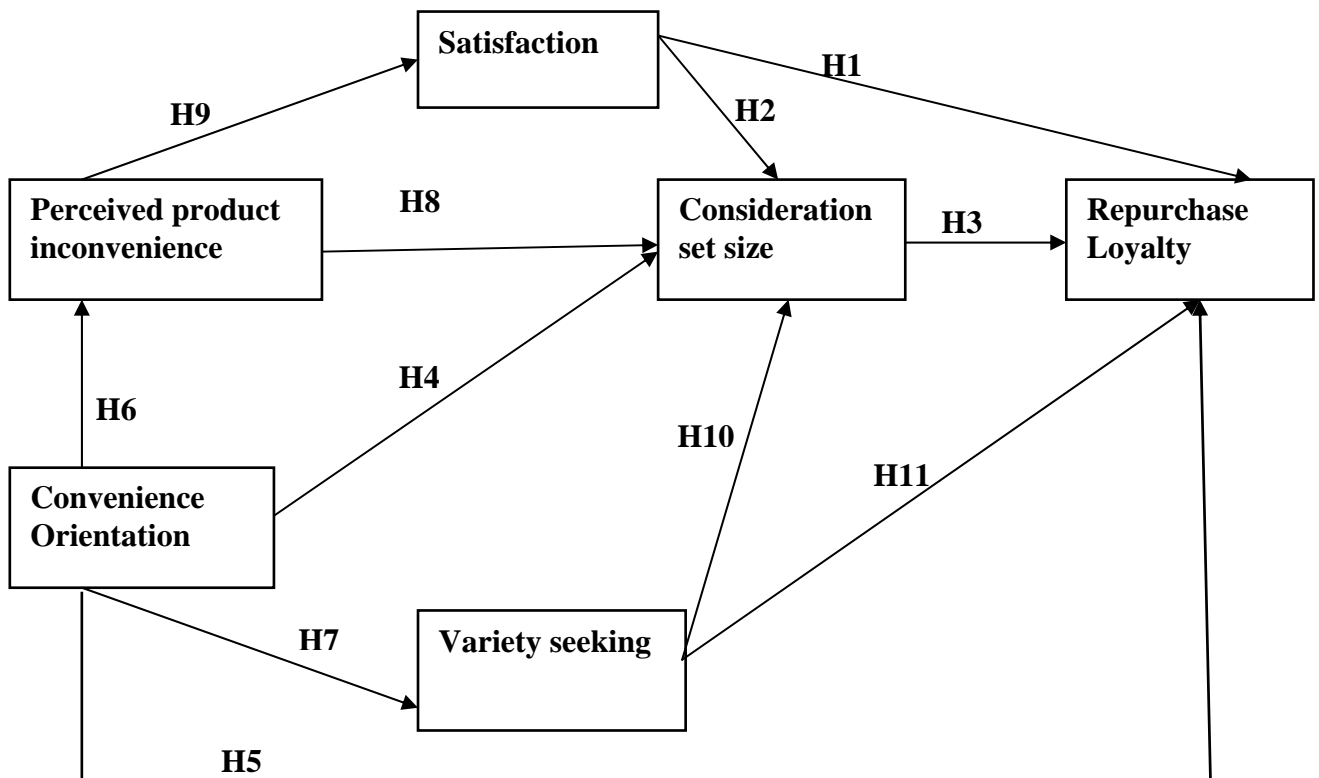 Satisfaction
H1
H2
H9
Perceived product
inconvenience
H8
Consideration
set size
H3
Repurchase
Loyalty
H4
H6
H10
H11
Convenience
Orientation
H7
Variety seeking
H5